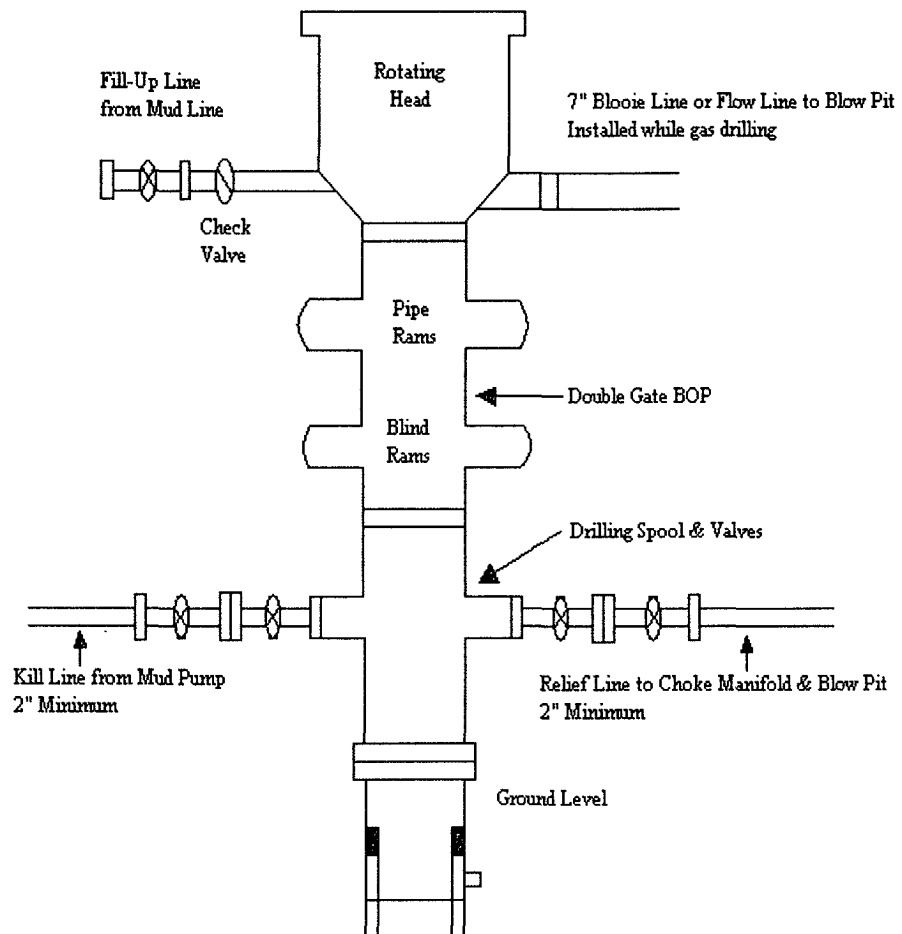 Rotating
Head
Fill-Up Line
from Mud Line
7" Blooie Line or Flow Line to Blow Pit
Installed while gas drilling
Check
Valve
Pipe
Rams
Double Gate BOP
Blind
Rams
Drilling Spool & Valves
Kill Line from Mud Pump
2" Minimum
Relief Line to Choke Manifold & Blow Pit
2" Minimum
Ground Level